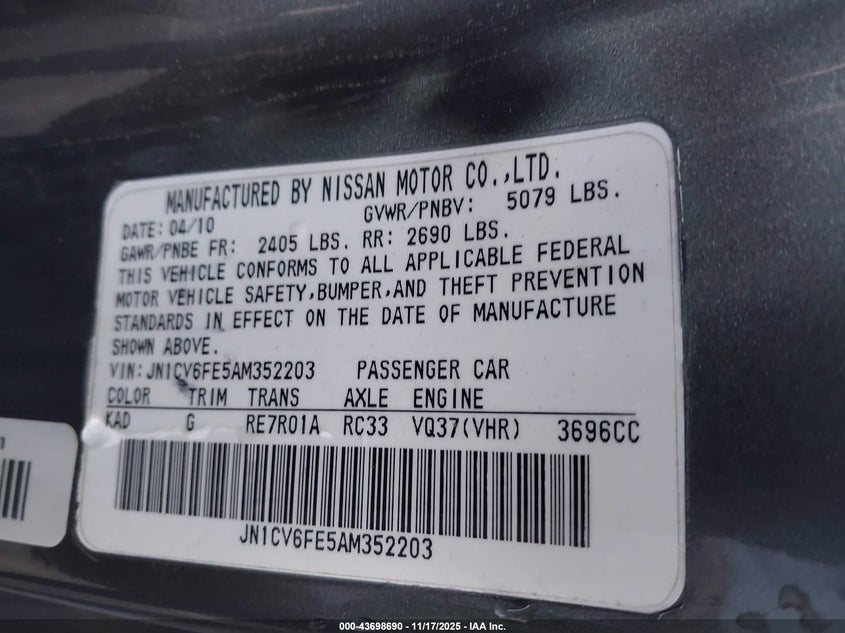 MANUFACTURED BY NISSAN MOTOR CO.,LTD.
DATE: 04/10 GVWR/PNBV: 5079 LBS.
GAWR/PNBE FR: 2405 LBS. RR: 2690 LBS.
THIS VEHICLE CONFORMS TO ALL APPLICABLE FEDERAL
MOTOR VEHICLE SAFETY,BUMPER,AND THEFT PREVENTION
STANDARDS IN EFFECT ON THE DATE OF MANUFACTURE
SHOWN ABOVE.
VIN:JN1CV6FE5AM352203 PASSENGER CAR
COLOR TRIM TRANS AXLE ENGINE
KAD G RE7R01A RC33 VQ37(VHR) 3696CC
JN1CV6FE5AM352203
000-43698690 - 11/17/2025 - IAA Inc.